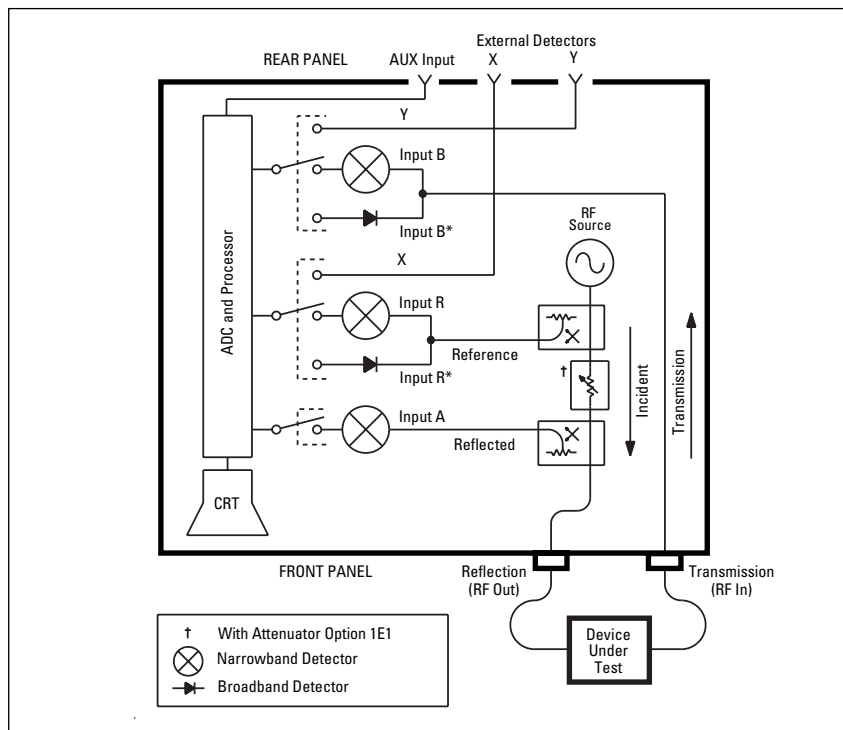 External Detectors
REAR PANEL
AUX Input
X
Y
Y
Input B
Input B*
RF
Source
X
ADC and Processor
Input R
Reference
Input R*
†
Incident
Transmission
Input A
Reflected
CRT
FRONT PANEL
Reflection
(RF Out)
Transmission
(RF In)
Device
Under
Test
† With Attenuator Option 1E1
Narrowband Detector
Broadband Detector